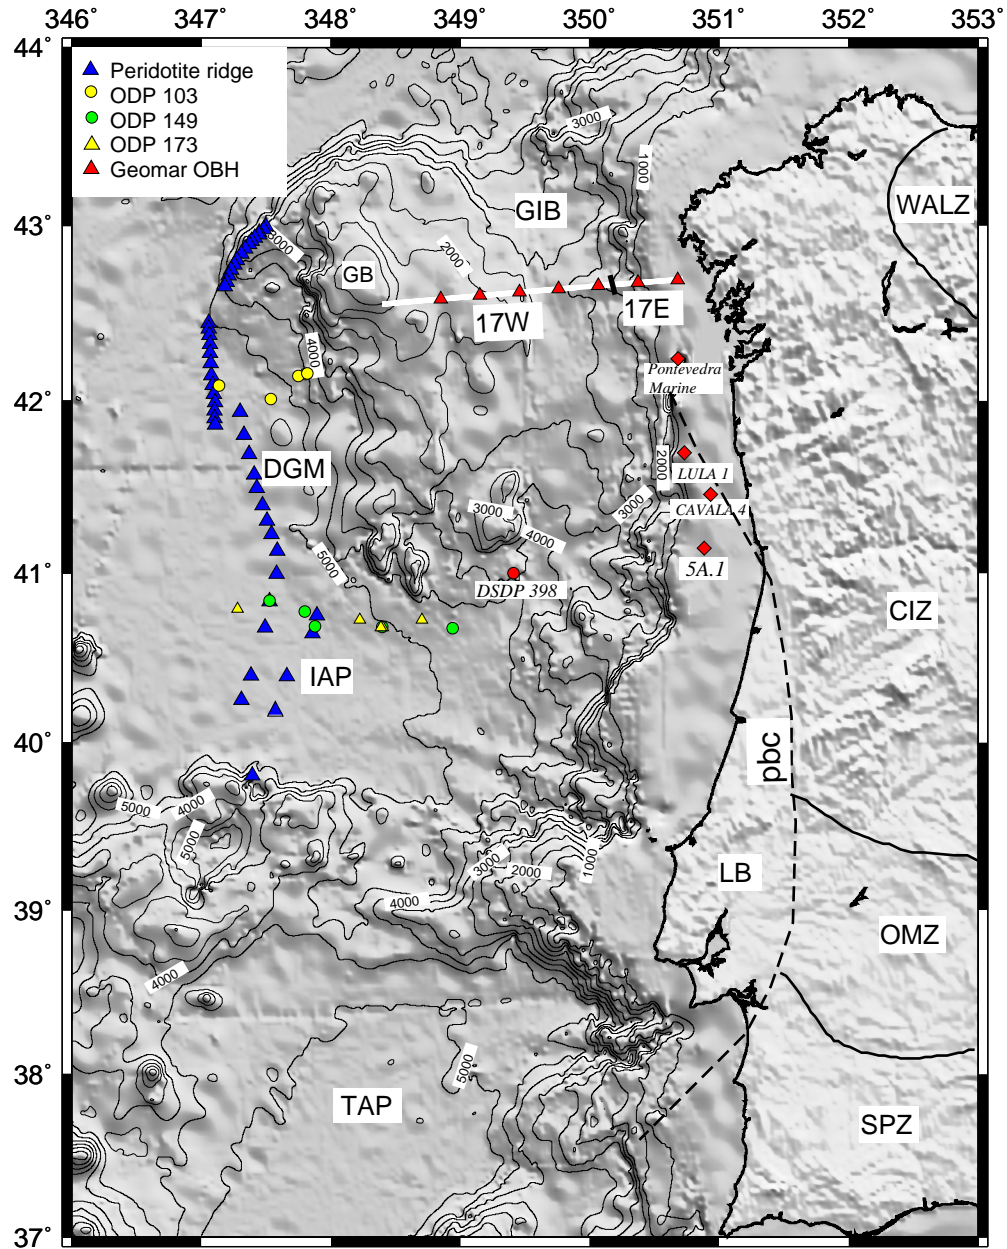 346° 347° 348° 349° 350° 351° 352° 353°
44°
Peridotite ridge
ODP 103
ODP 149
ODP 173
Geomar OBH
3000
1000
43°
GIB
WALZ
3000
2000
GB
17W
17E
4000
Pontevedra
Marine
42°
DGM
2000
LULA 1
3000
3000
CAVALA 4
4000
5000
5A.1
41°
DSDP 398
CIZ
IAP
40°
pbc
5000
4000
5000
3000
2000
1000
LB
4000
39°
OMZ
4000
38°
5000
TAP
SPZ
37°